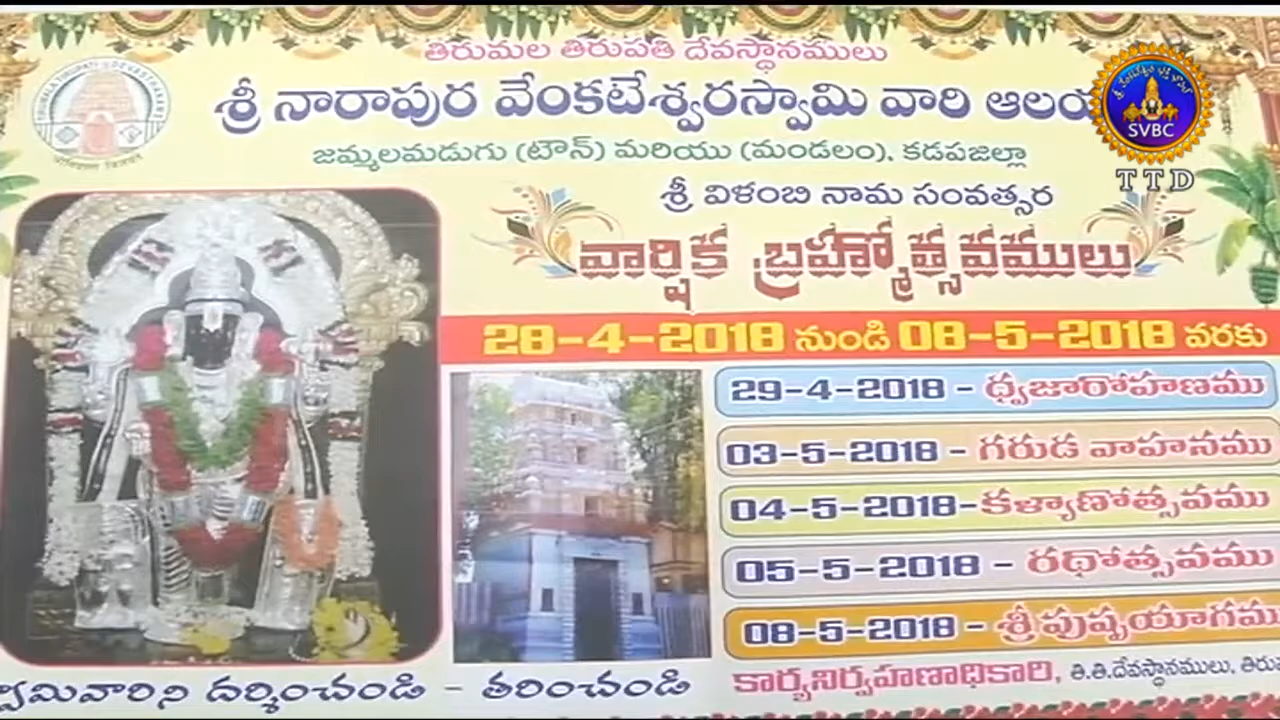 తిరుమల తిరుపతి దేవస్థానములు
శ్రీ నారాపుర వేంకటేశ్వరస్వామి వారి ఆలయ
SVBC
TTD
జమ్మలమడుగు (టౌన్) మరియు (మండలం), కడపజిల్లా
శ్రీ విళంబి నామ సంవత్సర
వార్షిక బ్రహ్మోత్సవములు
28-4-2018 నుండి 08-5-2018 వరకు
29-4-2018 - ధ్వజారోహణము
03-5-2018 - గరుడ వాహనము
04-5-2018-కళ్యాణోత్సవము
05-5-2018 - రథోత్సవము
08-5-2018 - శ్రీ పుష్పయాగము
స్వామివారిని దర్శించండి - తరించండి
కార్యనిర్వహణాధికారి, తి.తి.దేవస్థానములు, తిరు